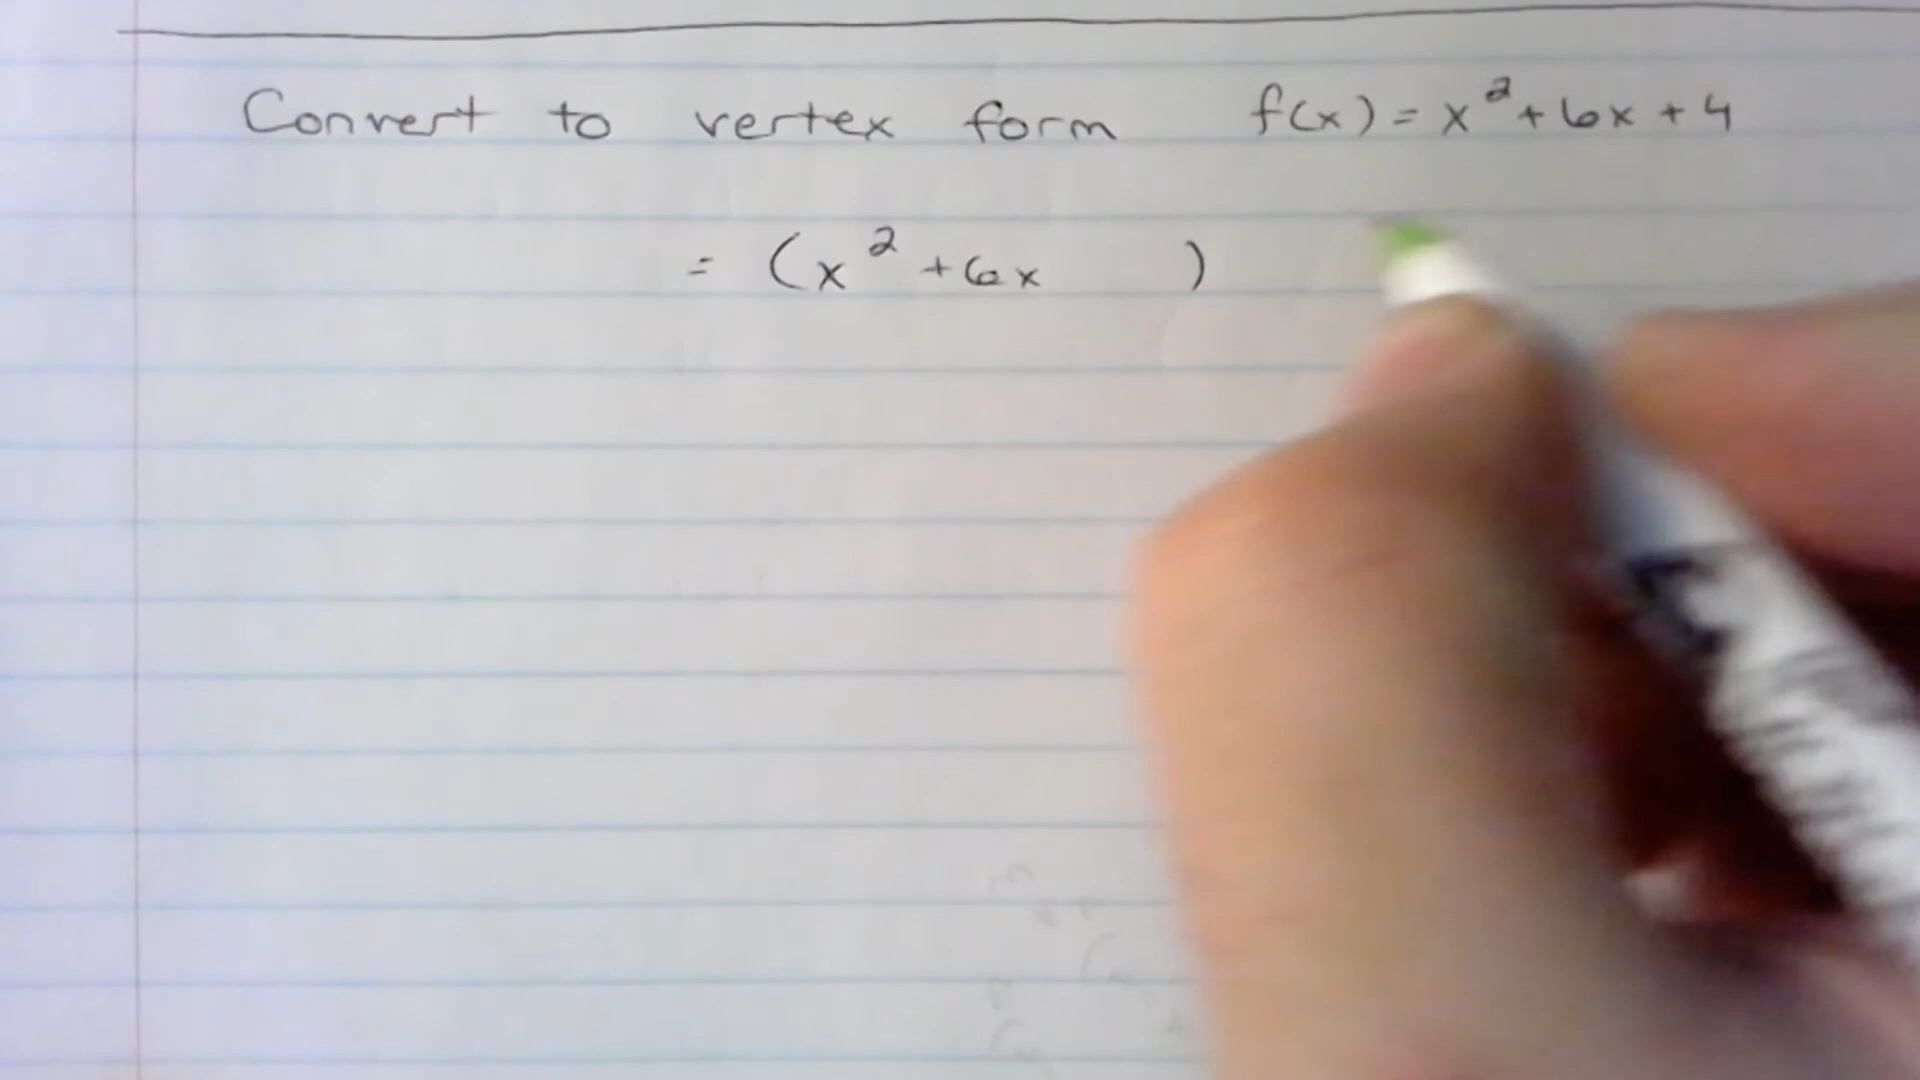 Convert to vertex form f(x) = x² + 6x + 4
= (x² + 6x )